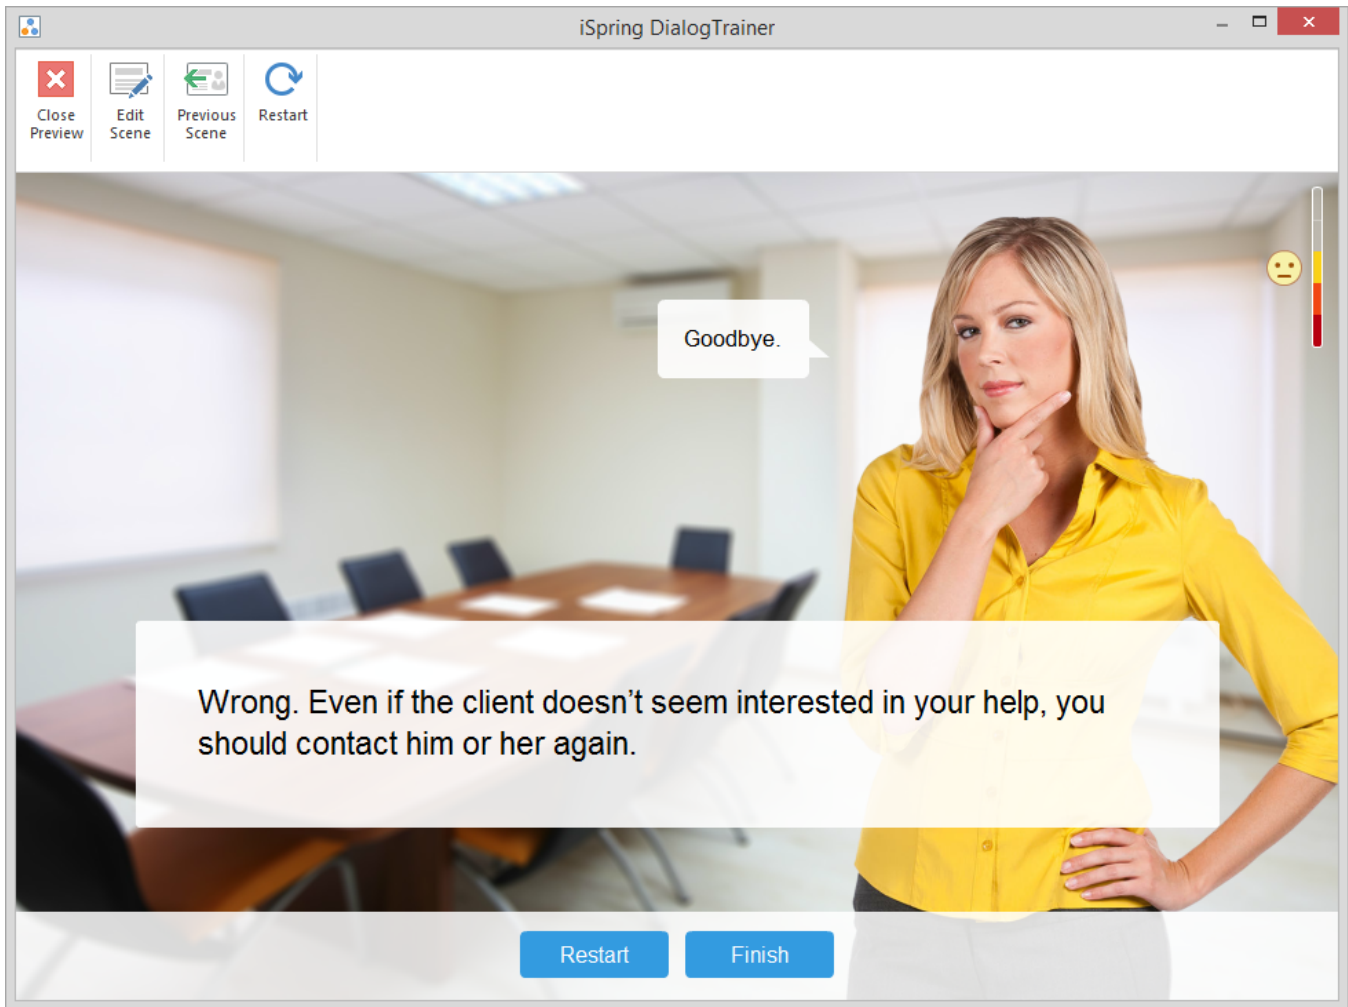 iSpring DialogTrainer
Close
Preview
Edit
Scene
Previous
Scene
Restart
Goodbye.
Wrong. Even if the client doesn’t seem interested in your help, you
should contact him or her again.
Restart
Finish